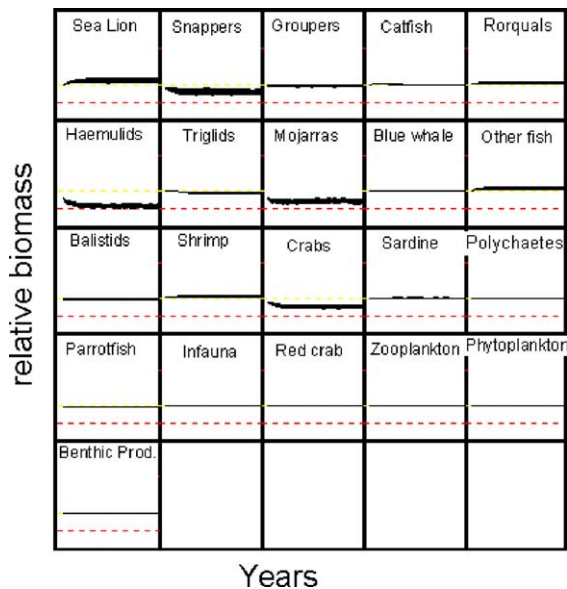 Sea Lion
Snappers
Groupers
Catfish
Rorquals
Haemulids
Triglids
Mojarras
Blue whale
Other fish
Balistids
Shrimp
Crabs
Sardine
Polychaetes
Parrotfish
Infauna
Red crab
Zooplankton
Phytoplankton
Benthic Prod.
relative biomass
Years